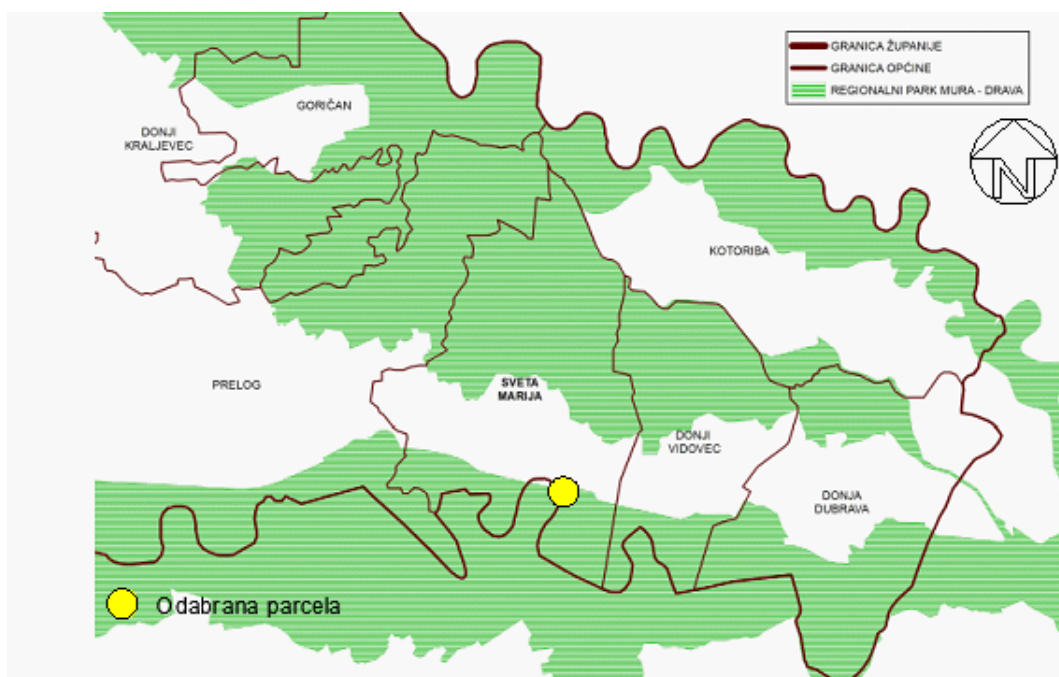 GRANICA ŽUPANIJE
GRANICA OPĆINE
REGIONALNI PARK MURA - DRAVA
GORIČAN
DONJI
KRALJEVEC
N
KOTORIBA
PRELOG
SVETA
MARIJA
DONJI
VIDOVEC
DONJA
DUBRAVA
Odabrana parcela